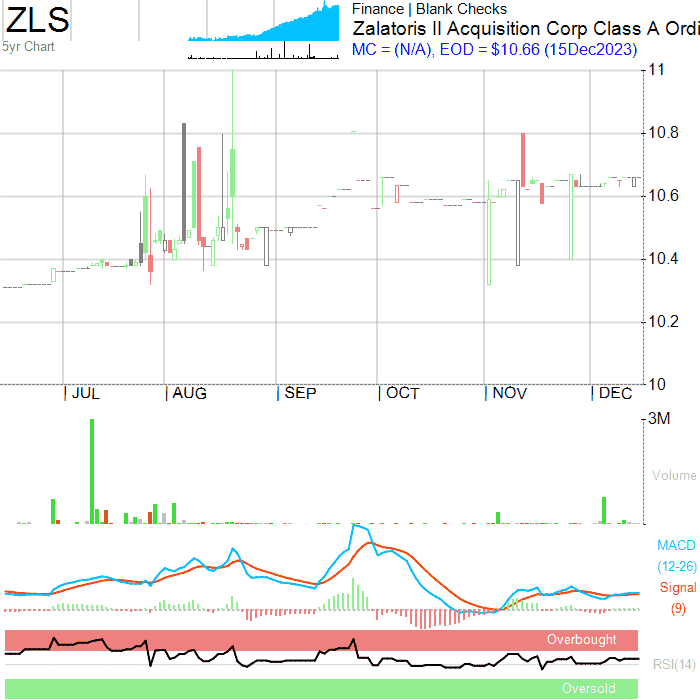 ZLS
5yr Chart
Finance | Blank Checks
Zalatoris II Acquisition Corp Class A Ordi
MC = (N/A), EOD = $10.66 (15Dec2023)
11
10.8
10.6
10.4
10.2
10
| JUL | AUG | SEP | OCT | NOV | DEC
3M
Volume
MACD
(12-26)
Signal
(9)
Overbought
RSI(14)
Oversold